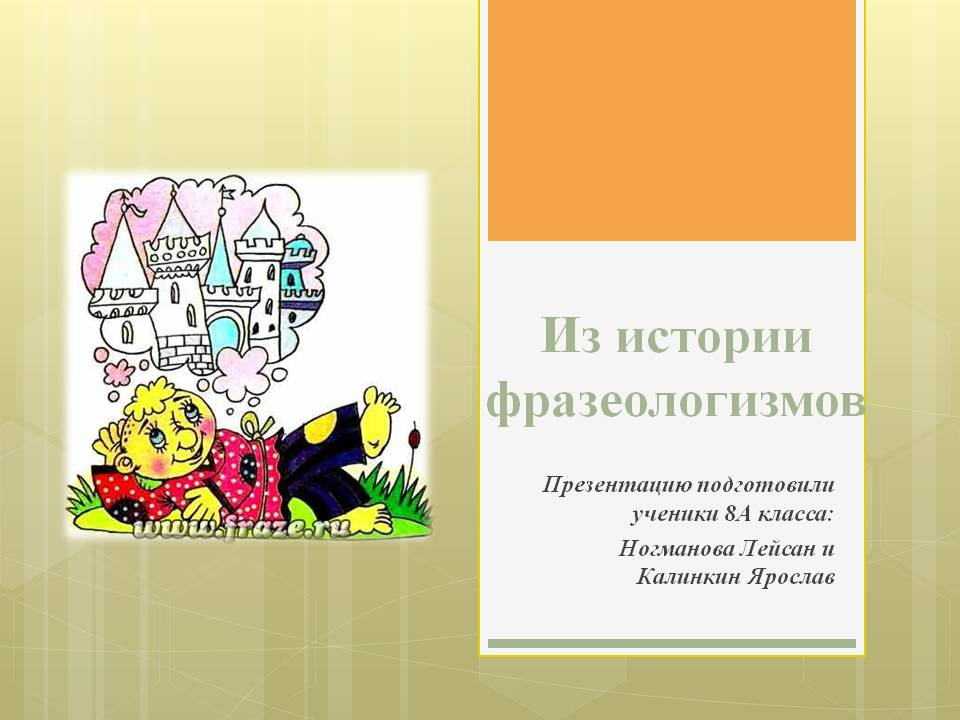 www.fraze.ru
Из истории
фразеологизмов
Презентацию подготовили
ученики 8А класса:
Ногманова Лейсан и
Калинкин Ярослав